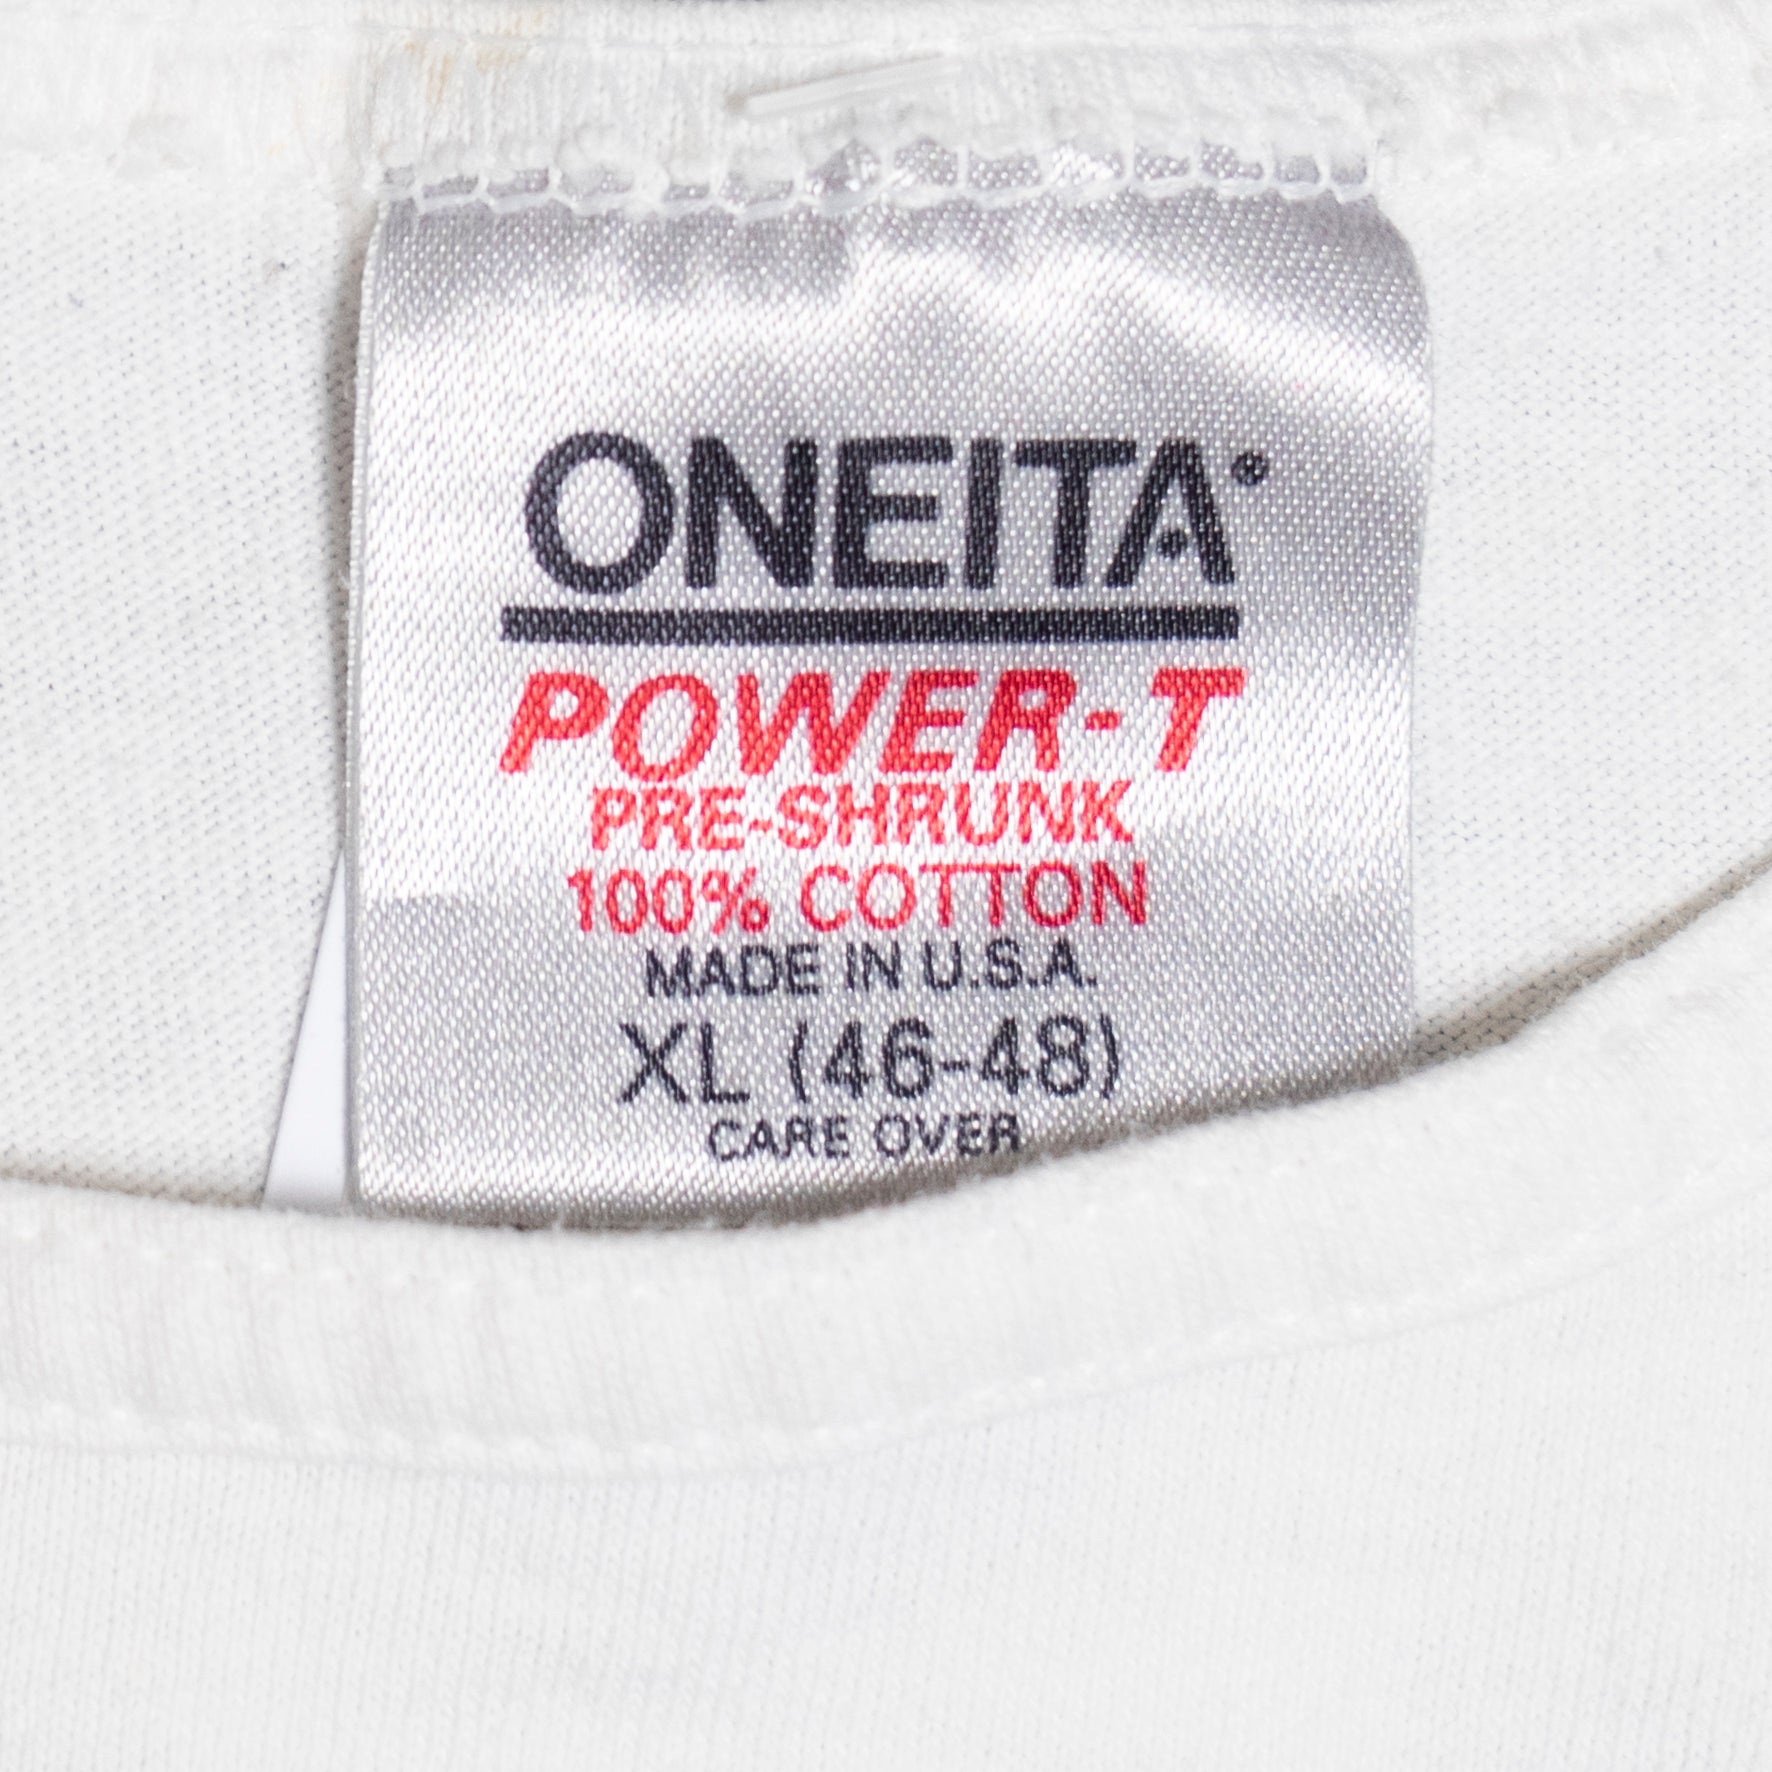 ONEITA®
POWER-T
PRE-SHRUNK
100% COTTON
MADE IN U.S.A.
XL (46-48)
CARE OVER